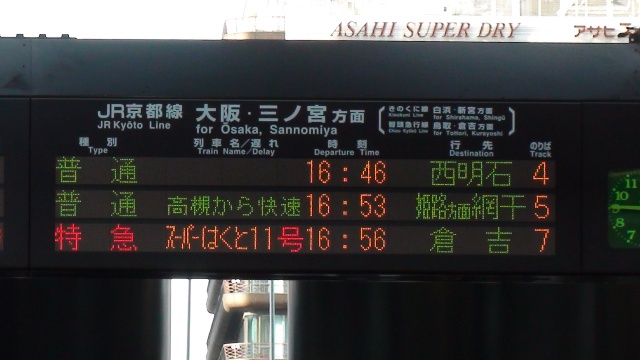 ASAHI SUPER DRY アサヒ
JR京都線 大阪・三ノ宮方面 きのくに線 白浜・新宮方面
JR Kyōto Line for Ōsaka, Sannomiya Kinokuni Line for Shirahama, Shingū
智頭急行線 鳥取・倉吉方面
Chizu Kyūkō Line for Tottori, Kurayoshi
種別 列車名/遅れ 時刻 行先 のりば
Type Train Name/Delay Departure Time Destination Track
普通 16:46 西明石 4
普通 高槻から快速 16:53 姫路方面網干 5
特急 スーパーはくと11号 16:56 倉吉 7
11
10
9
8
7